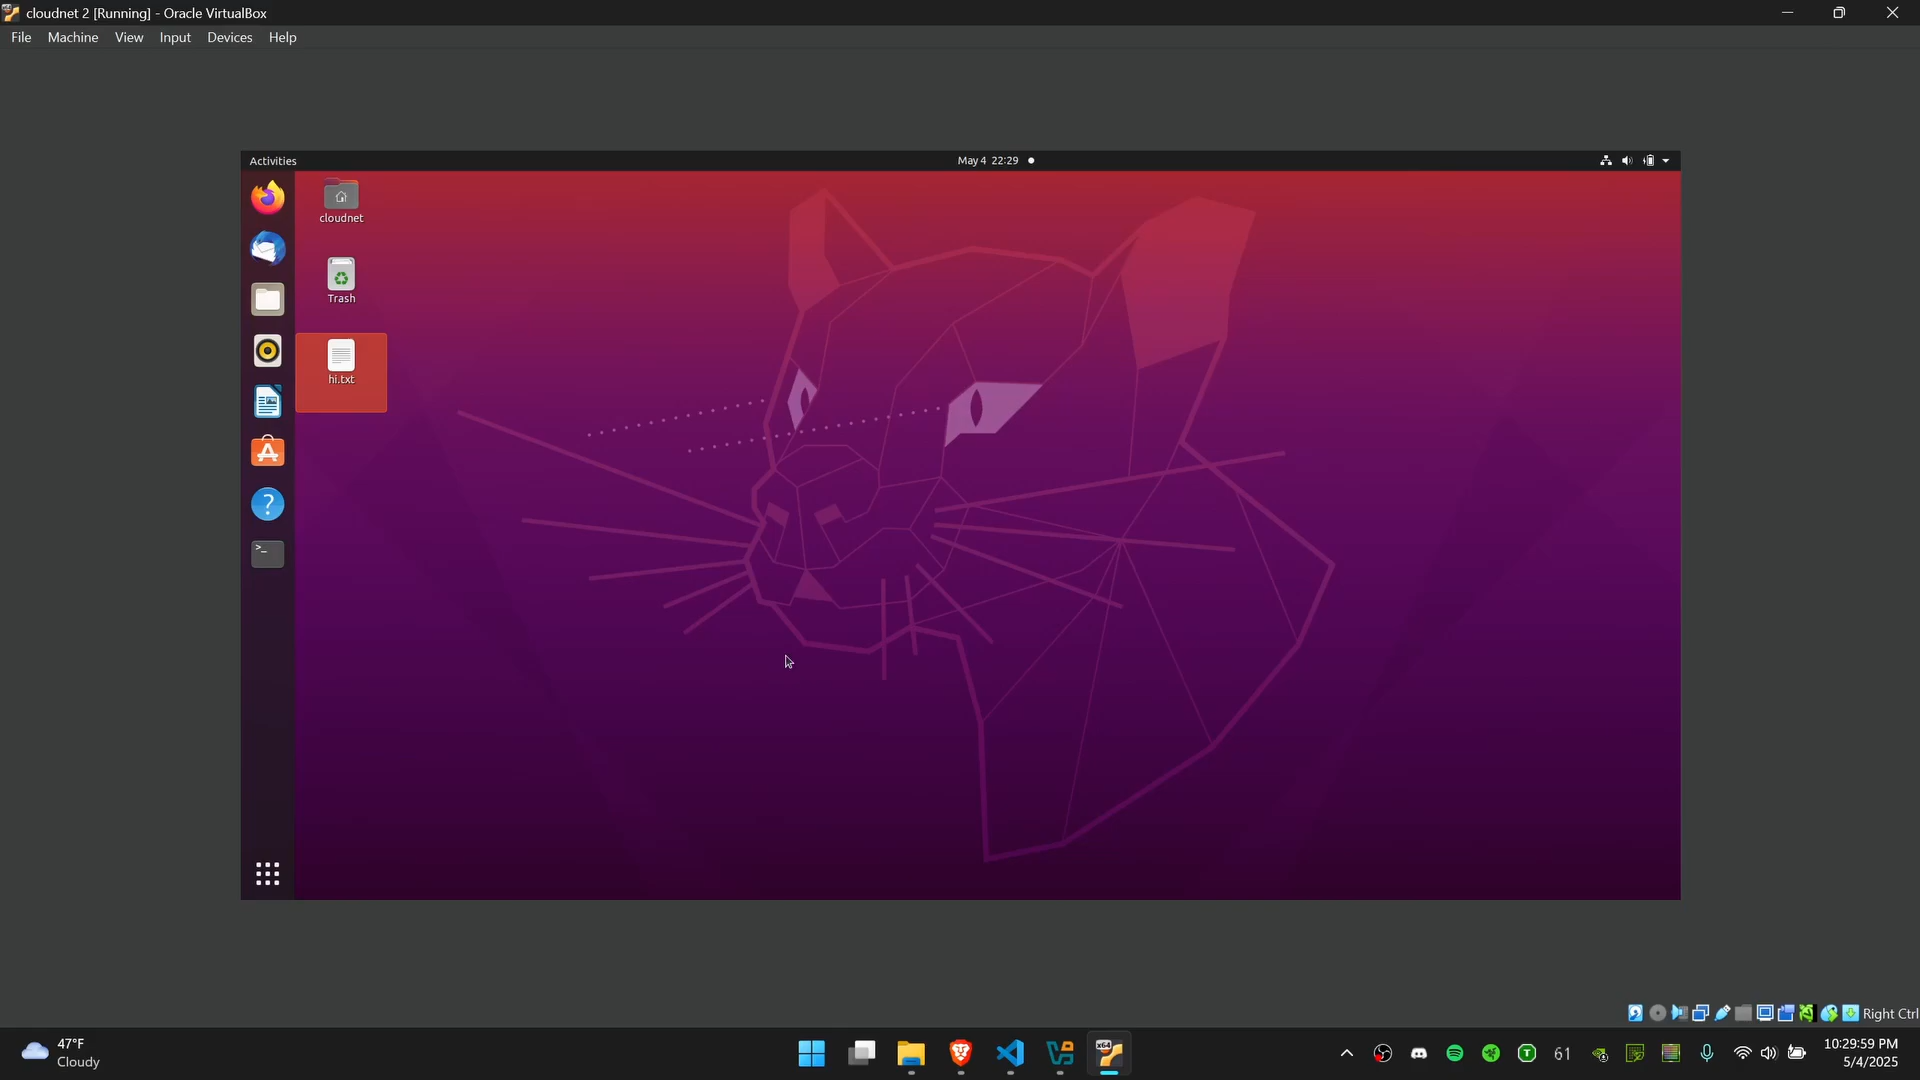 cloudnet 2 [Running] - Oracle VirtualBox
File Machine View Input Devices Help
Activities
May 4 22:29
cloudnet
Trash
hi.txt
Right Ctrl
47°F
Cloudy
61
10:29:59 PM
5/4/2025